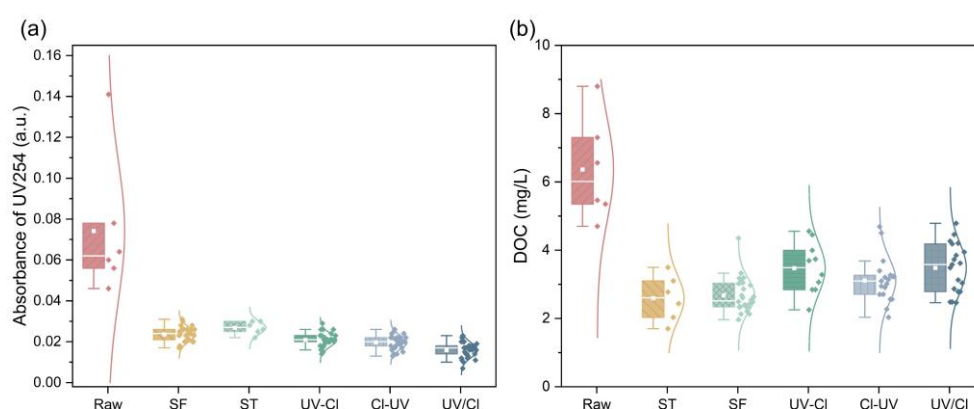 (a)
Absorbance of UV254 (a.u.)
0.16
0.14
0.12
0.10
0.08
0.06
0.04
0.02
0.00
Raw SF ST UV-Cl Cl-UV UV/Cl
(b)
DOC (mg/L)
10
8
6
4
2
0
Raw ST SF UV-Cl Cl-UV UV/Cl